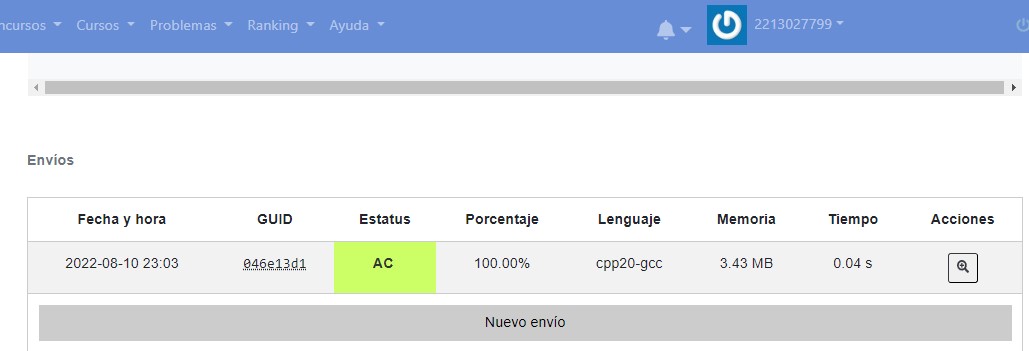 ncursos Cursos Problemas Ranking Ayuda 2213027799
Envíos
Fecha y hora GUID Estatus Porcentaje Lenguaje Memoria Tiempo Acciones
2022-08-10 23:03 046e13d1 AC 100.00% cpp20-gcc 3.43 MB 0.04 s
Nuevo envío